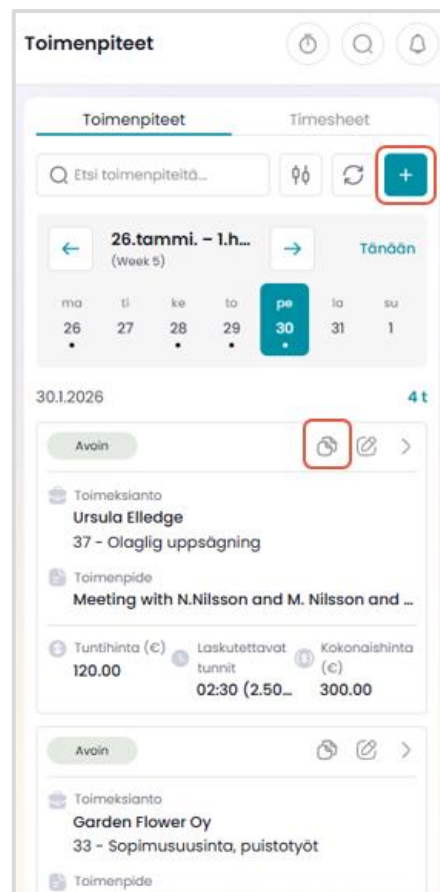 Toimenpiteet
Toimenpiteet Timesheet
Etsi toimenpiteitä...
26.tammi. – 1.h...
(Week 5)
Tänään
ma ti ke to pe la su
26 27 28 29 30 31 1
30.1.2026 4 t
Avoin
Toimeksianto
Ursula Elledge
37 - Olaglig uppsägning
Toimenpide
Meeting with N.Nilsson and M. Nilsson and ...
Tuntihinta (€) Laskutettavat tunnit Kokonaishinta (€)
120.00 02:30 (2.50... 300.00
Avoin
Toimeksianto
Garden Flower Oy
33 - Sopimusuusinta, puistotyöt
Toimenpide